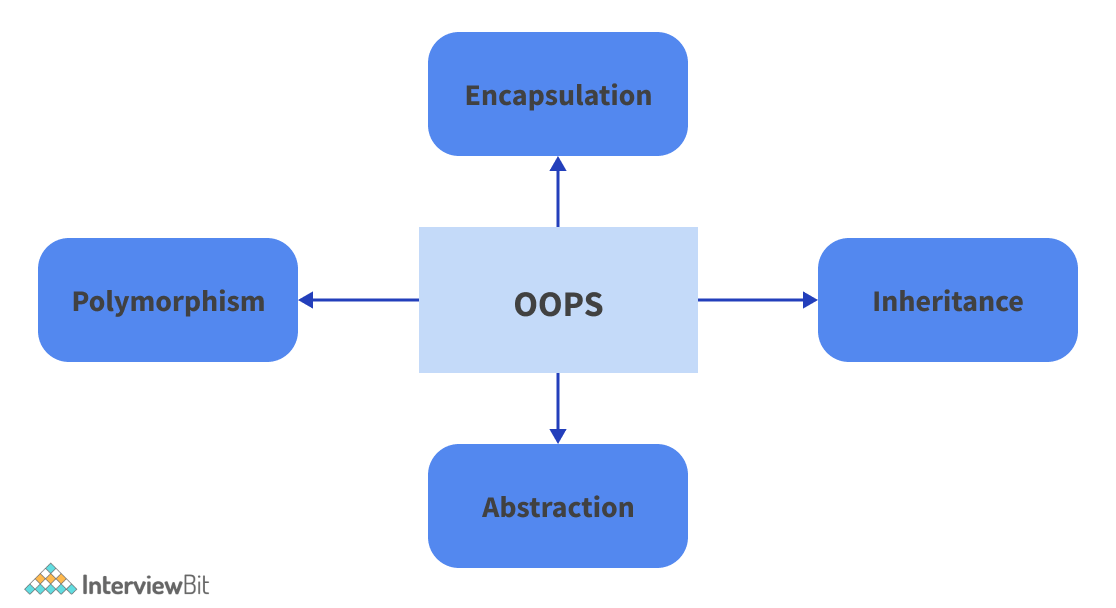 Encapsulation
Polymorphism
OOPS
Inheritance
Abstraction
InterviewBit